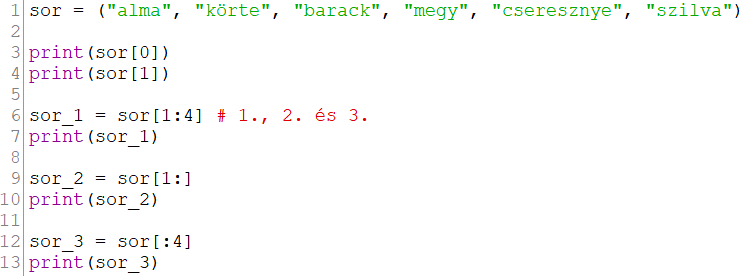 1 sor = ("alma", "körte", "barack", "megy", "cseresznye", "szilva")
2
3 print(sor[0])
4 print(sor[1])
5
6 sor_1 = sor[1:4] # 1., 2. és 3.
7 print(sor_1)
8
9 sor_2 = sor[1:]
10 print(sor_2)
11
12 sor_3 = sor[:4]
13 print(sor_3)